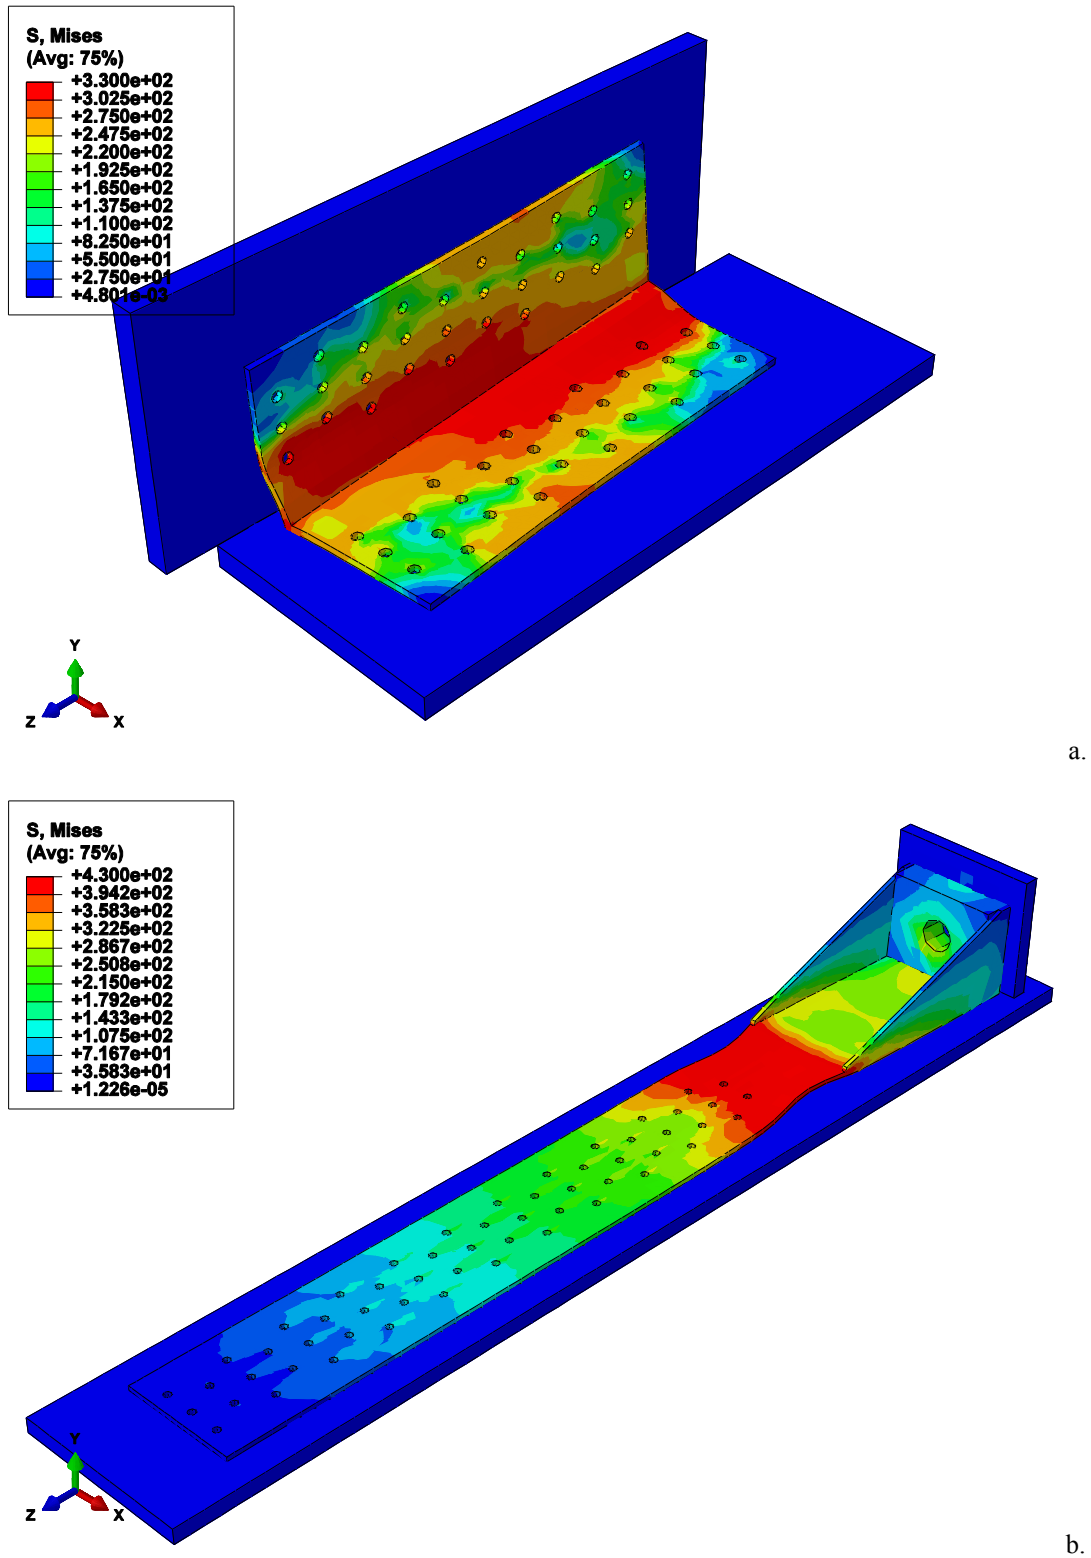 S, Mises
(Avg: 75%)
+3.300e+02
+3.025e+02
+2.750e+02
+2.475e+02
+2.200e+02
+1.925e+02
+1.650e+02
+1.375e+02
+1.100e+02
+8.250e+01
+5.500e+01
+2.750e+01
+4.801e-03
Y
Z
X
a.
S, Mises
(Avg: 75%)
+4.300e+02
+3.942e+02
+3.583e+02
+3.225e+02
+2.867e+02
+2.508e+02
+2.150e+02
+1.792e+02
+1.433e+02
+1.075e+02
+7.167e+01
+3.583e+01
+1.226e-05
Y
Z
X
b.